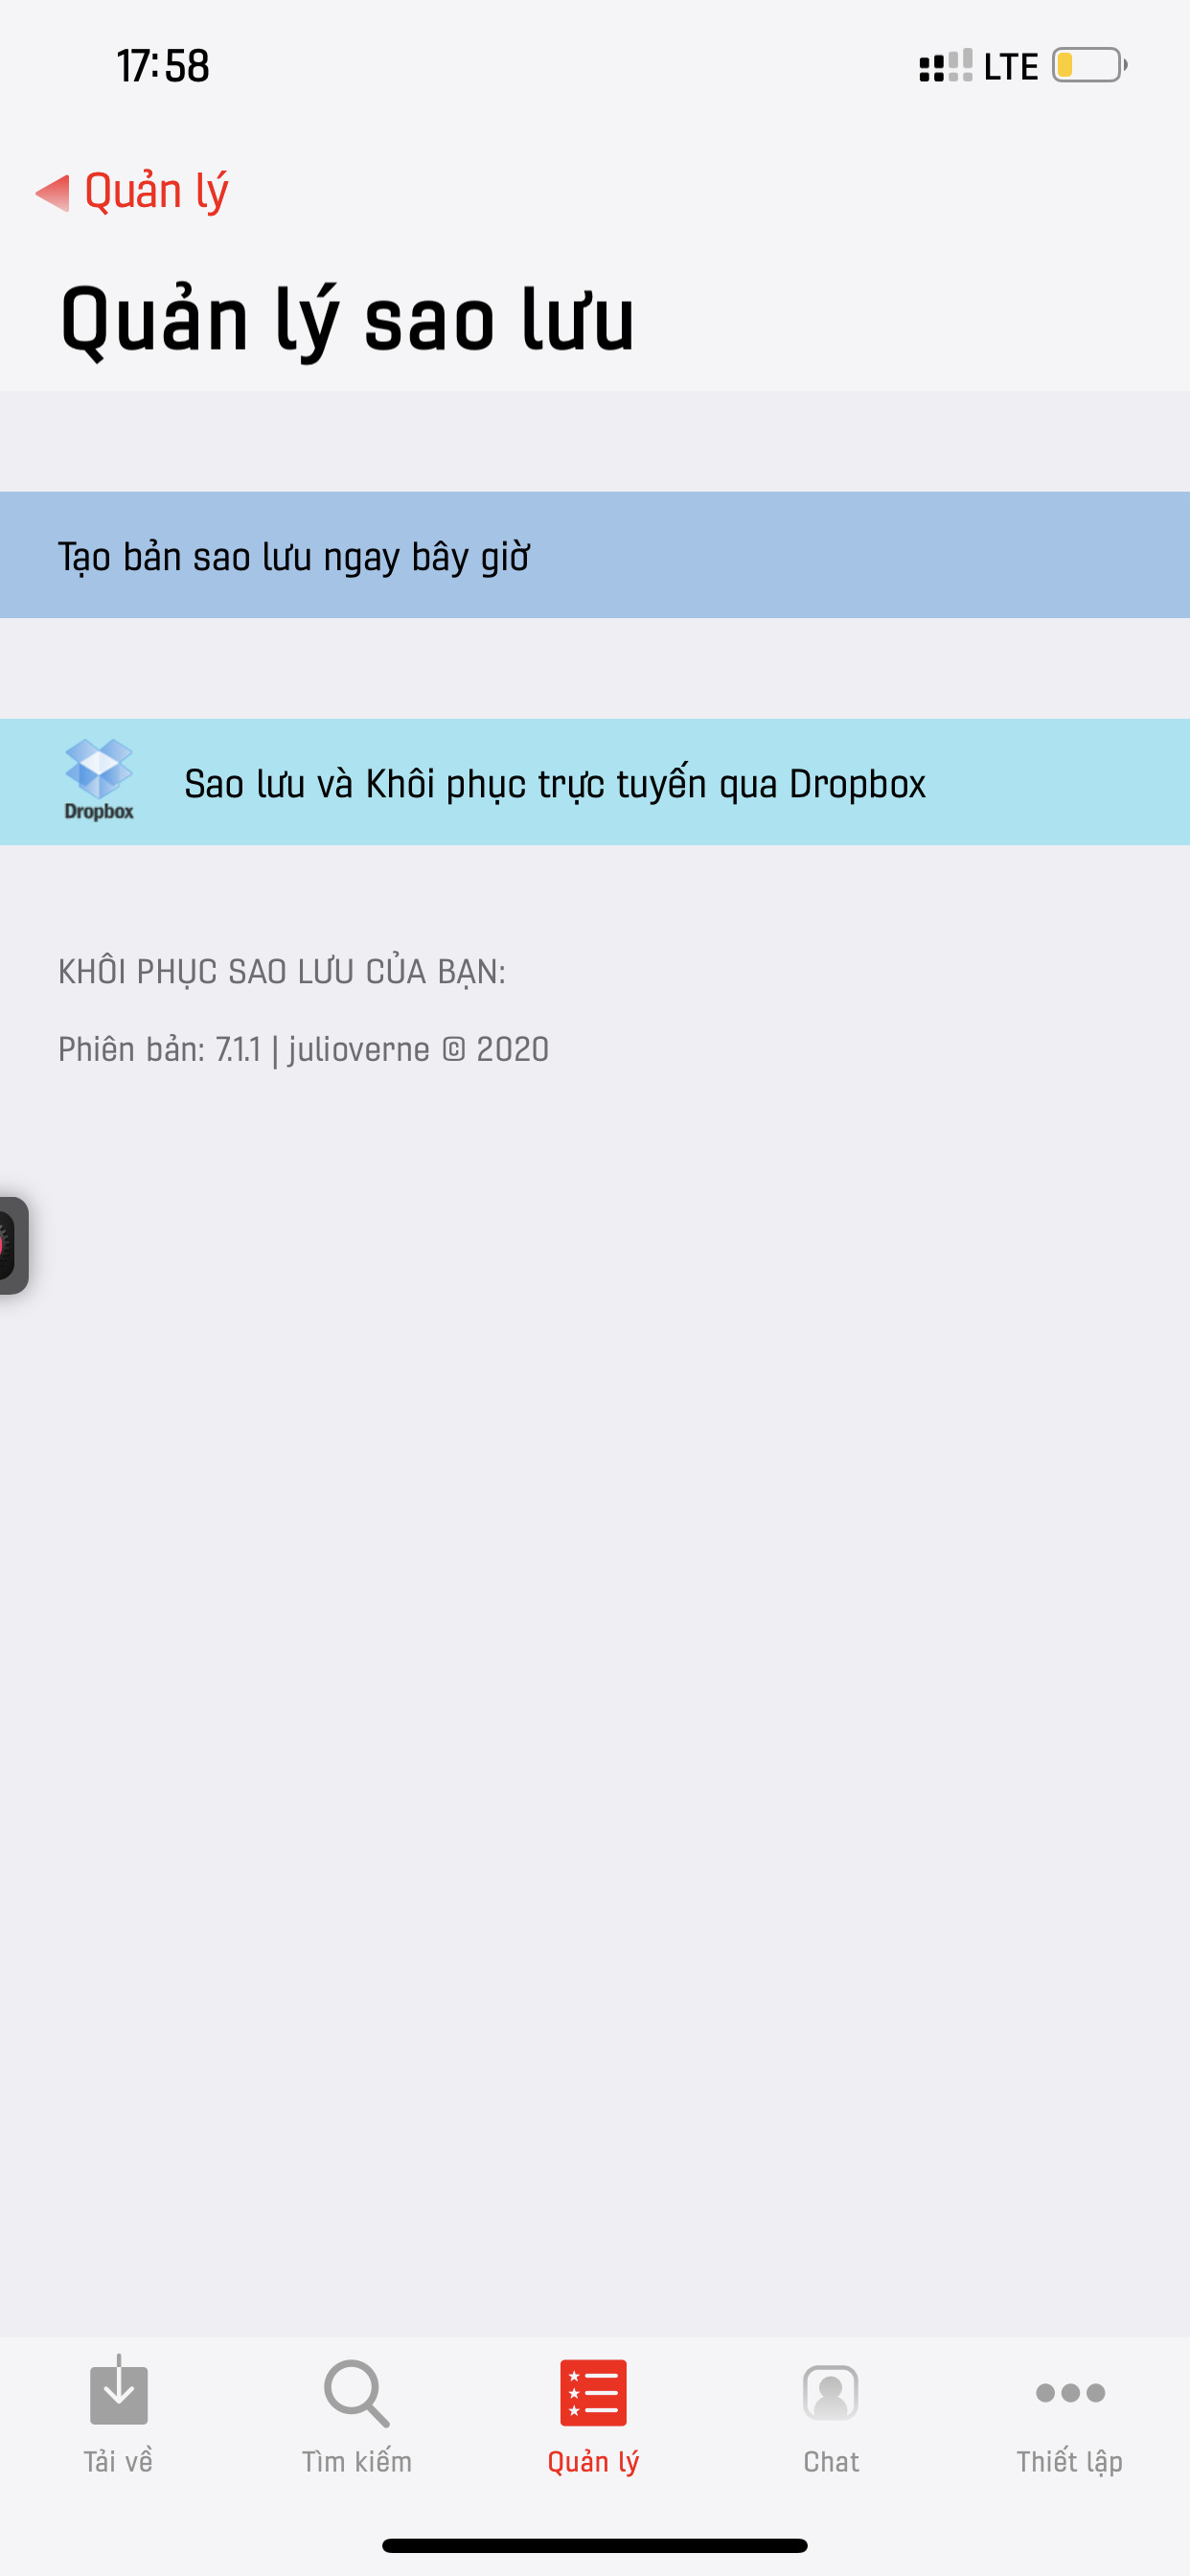 17:58
LTE
Quản lý
Quản lý sao lưu
Tạo bản sao lưu ngay bây giờ
Dropbox
Sao lưu và Khôi phục trực tuyến qua Dropbox
KHÔI PHỤC SAO LƯU CỦA BẠN:
Phiên bản: 7.1.1 | julioverne © 2020
Tải về
Tìm kiếm
Quản lý
Chat
Thiết lập